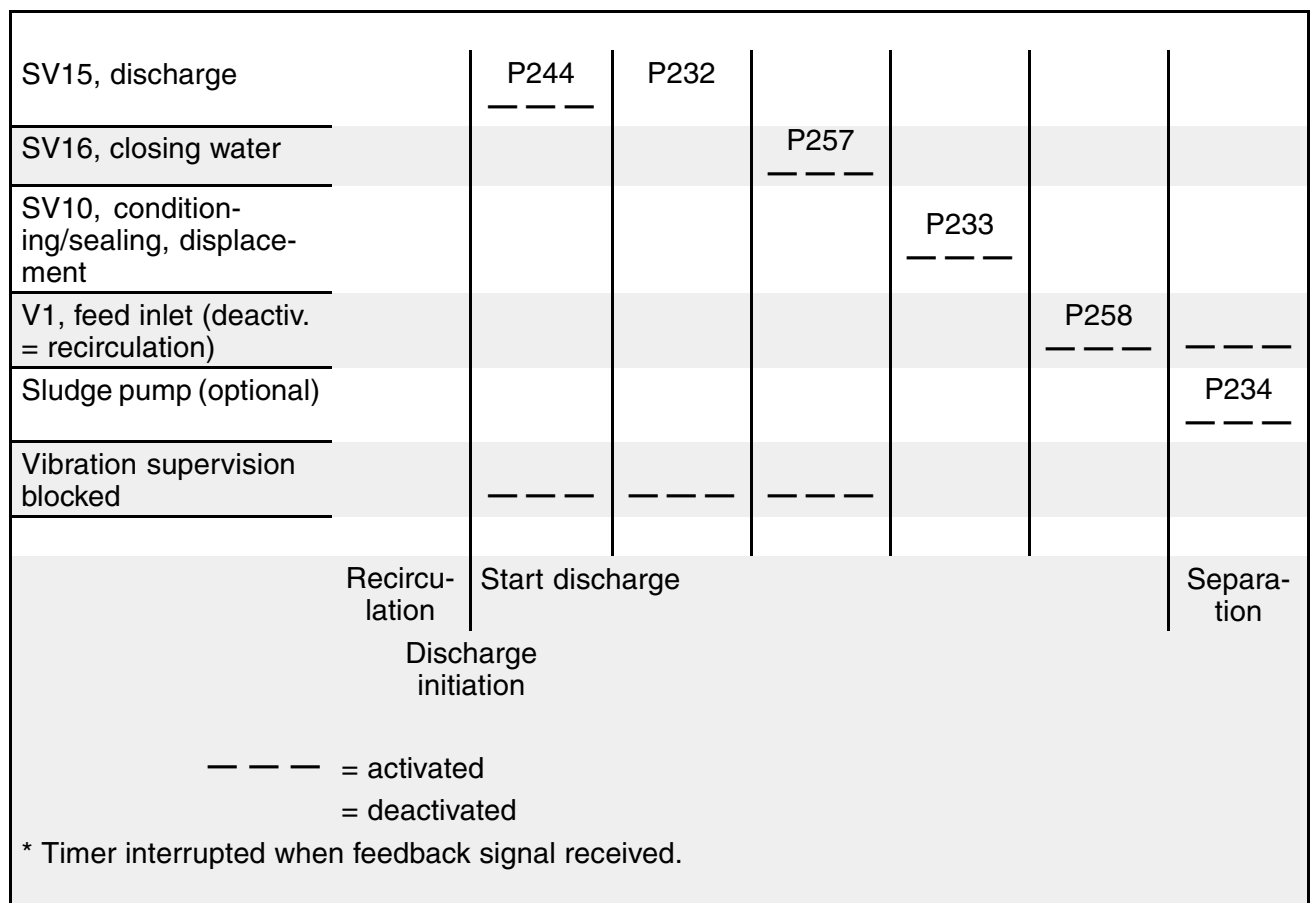 SV15, discharge P244 P232
SV16, closing water P257
SV10, condition-
ing/sealing, displace-
ment
P233
V1, feed inlet (deactiv.
= recirculation)
P258
Sludge pump (optional) P234
Vibration supervision
blocked
Recircu-
lation
Start discharge
Separa-
tion
Discharge
initiation
= activated
= deactivated
* Timer interrupted when feedback signal received.